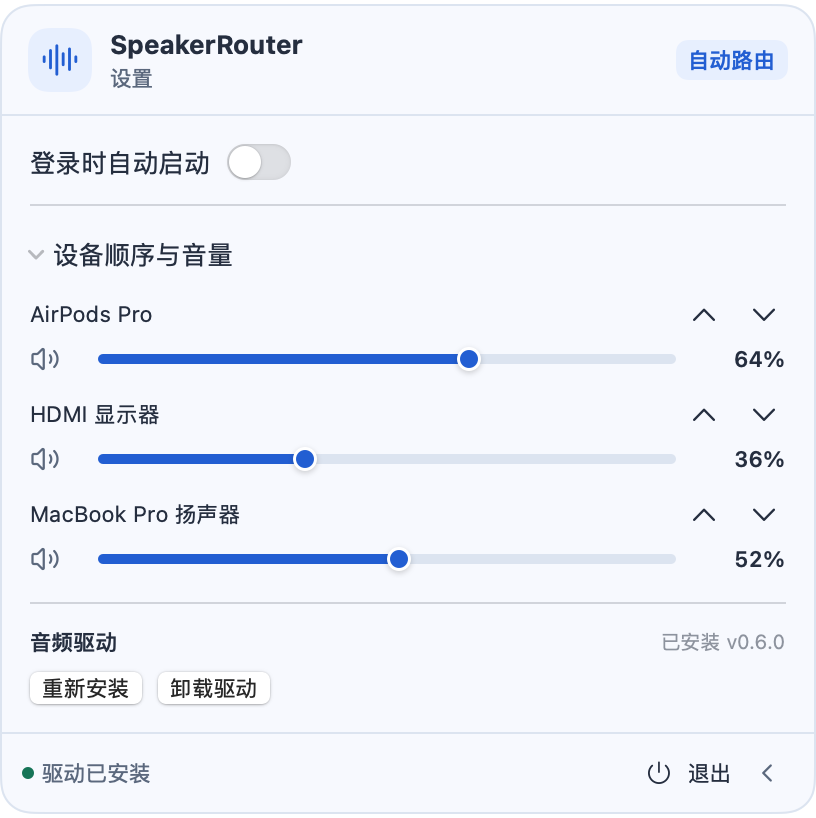 SpeakerRouter
设置
自动路由
登录时自动启动
设备顺序与音量
AirPods Pro
64%
HDMI 显示器
36%
MacBook Pro 扬声器
52%
音频驱动
已安装 v0.6.0
重新安装 卸载驱动
驱动已安装
退出